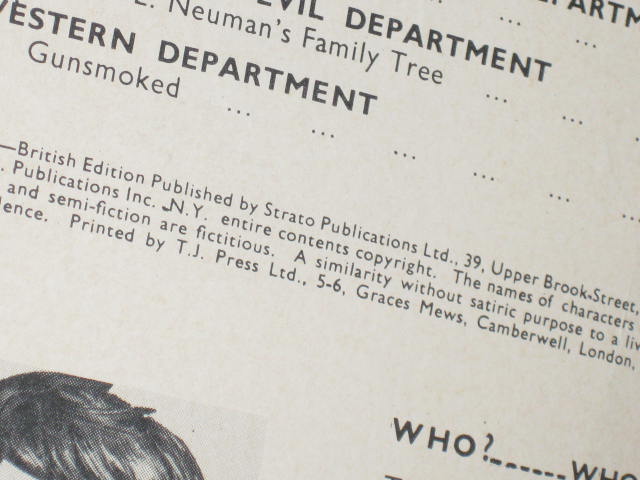 EVIL DEPARTMENT
E. Neuman's Family Tree ... ... ...
WESTERN DEPARTMENT
Gunsmoked ... ... ... ... ... ...
—British Edition Published by Strato Publications Ltd., 39, Upper Brook Street,
Publications Inc. N.Y. entire contents copyright. The names of characters
and semi-fiction are fictitious. A similarity without satiric purpose to a
Printed by T.J. Press Ltd., 5-6, Graces Mews, Camberwell, London,
WHO?------WHO